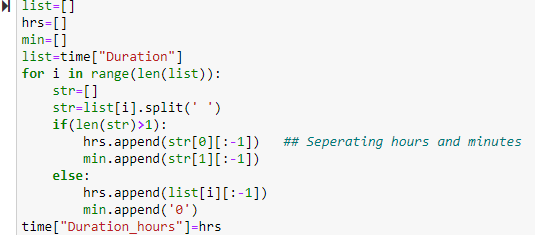 list=[]
hrs=[]
min=[]
list=time["Duration"]
for i in range(len(list)):
    str=[]
    str=list[i].split(' ')
    if(len(str)>1):
        hrs.append(str[0][:-1])   ## Seperating hours and minutes
        min.append(str[1][:-1])
    else:
        hrs.append(list[i][:-1])
        min.append('0')
time["Duration_hours"]=hrs